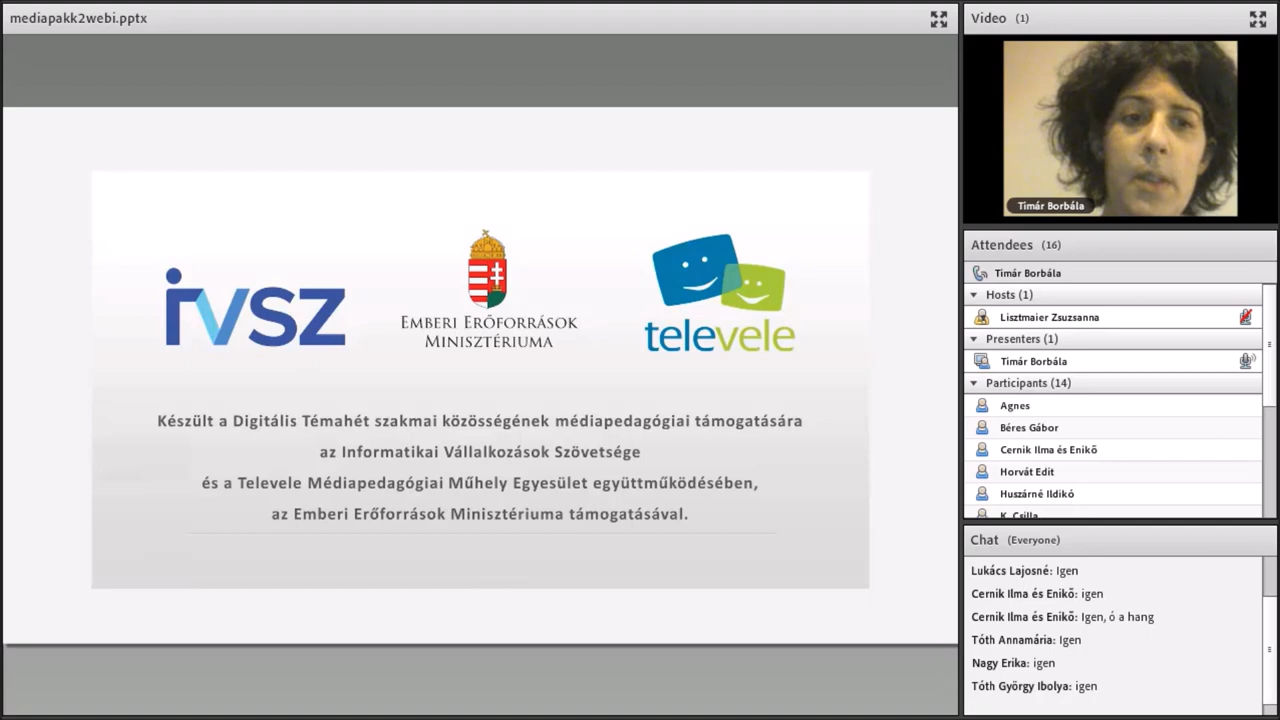 mediapakk2webi.pptx
ivsz
EMBERI ERŐFORRÁSOK
MINISZTÉRIUMA
televele
Készült a Digitális Témahét szakmai közösségének médiapedagógiai támogatására
az Informatikai Vállalkozások Szövetsége
és a Televele Médiapedagógiai Műhely Egyesület együttműködésében,
az Emberi Erőforrások Minisztériuma támogatásával.
Video (1)
Timár Borbála
Attendees (16)
Timár Borbála
Hosts (1)
Lisztmaier Zsuzsanna
Presenters (1)
Timár Borbála
Participants (14)
Agnes
Béres Gábor
Cernik Ilma és Enikõ
Horvát Edit
Huszárné Ildikó
K. Csilla
Chat (Everyone)
Lukács Lajosné: Igen
Cernik Ilma és Enikõ: igen
Cernik Ilma és Enikõ: Igen, ó a hang
Tóth Annamária: Igen
Nagy Erika: igen
Tóth György Ibolya: igen